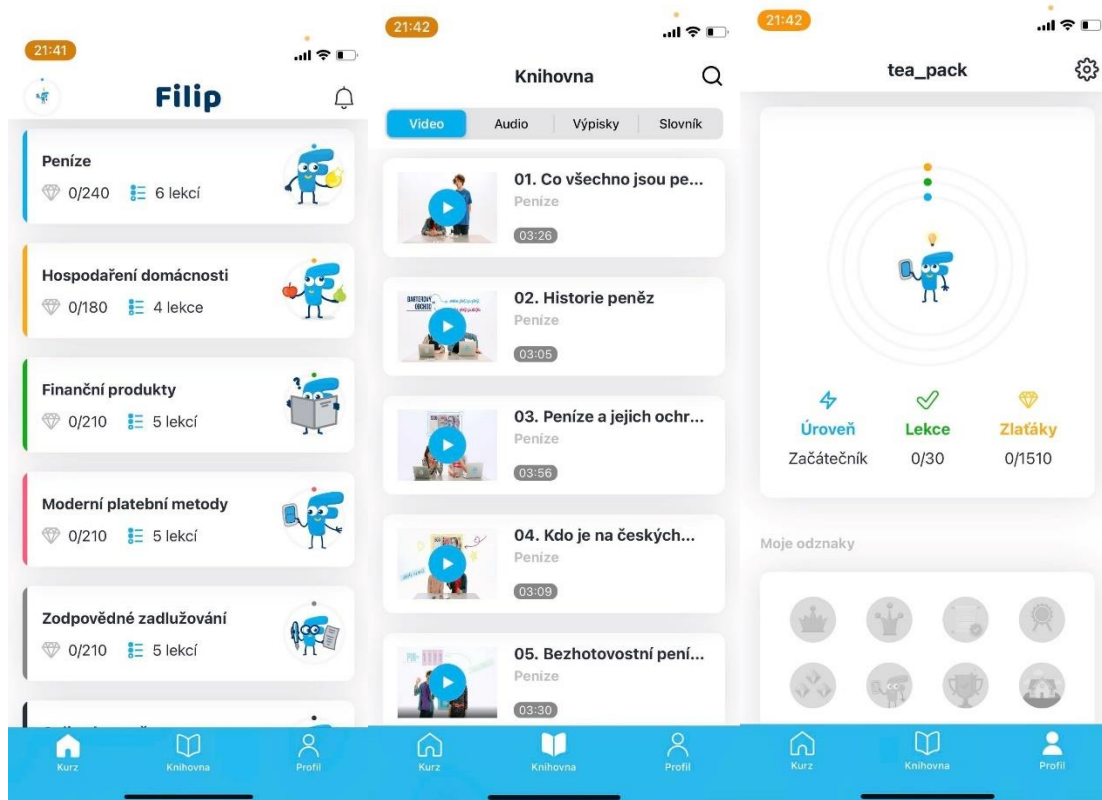 21:41
Filip
Peníze
0/240 6 lekcí
Hospodaření domácnosti
0/180 4 lekce
Finanční produkty
0/210 5 lekcí
Moderní platební metody
0/210 5 lekcí
Zodpovědné zadlužování
0/210 5 lekcí
Kurz Knihovna Profil
21:42
Knihovna
Video Audio Výpisky Slovník
01. Co všechno jsou pe...
Peníze
03:26
02. Historie peněz
Peníze
03:05
BARTEROVÝ
OBCHOD
03. Peníze a jejich ochr...
Peníze
03:56
04. Kdo je na českých...
Peníze
03:09
05. Bezhotovostní pení...
Peníze
03:30
Kurz Knihovna Profil
21:42
tea_pack
Úroveň Lekce Zlaťáky
Začátečník 0/30 0/1510
Moje odznaky
Kurz Knihovna Profil